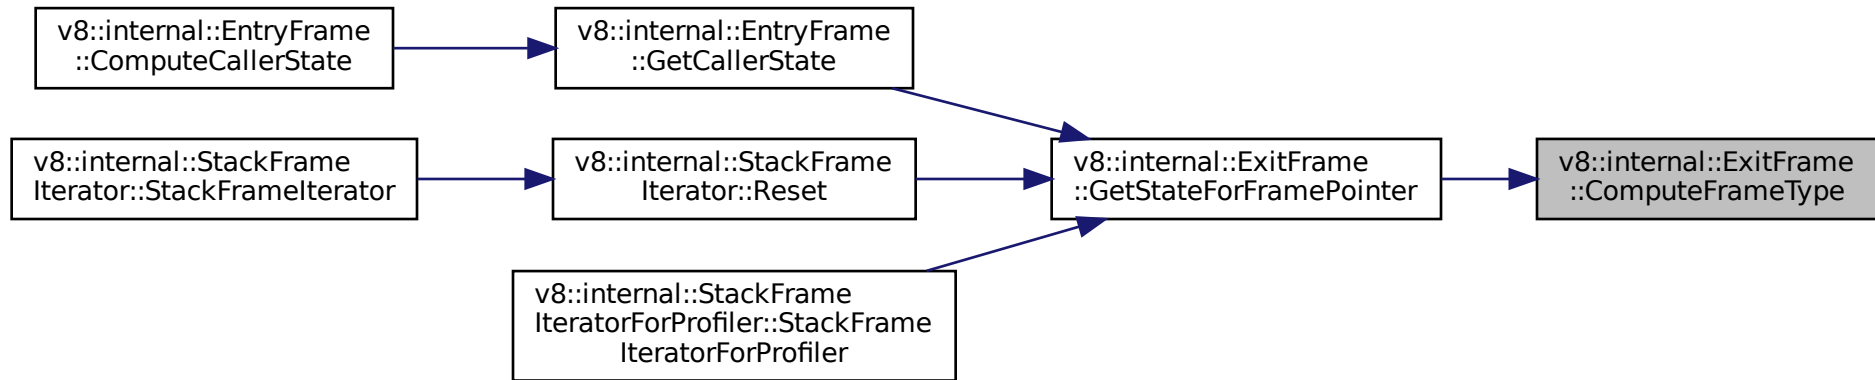 v8::internal::EntryFrame
::ComputeCallerState
v8::internal::EntryFrame
::GetCallerState
v8::internal::StackFrame
Iterator::StackFrameIterator
v8::internal::StackFrame
Iterator::Reset
v8::internal::ExitFrame
::GetStateForFramePointer
v8::internal::ExitFrame
::ComputeFrameType
v8::internal::StackFrame
IteratorForProfiler::StackFrame
IteratorForProfiler